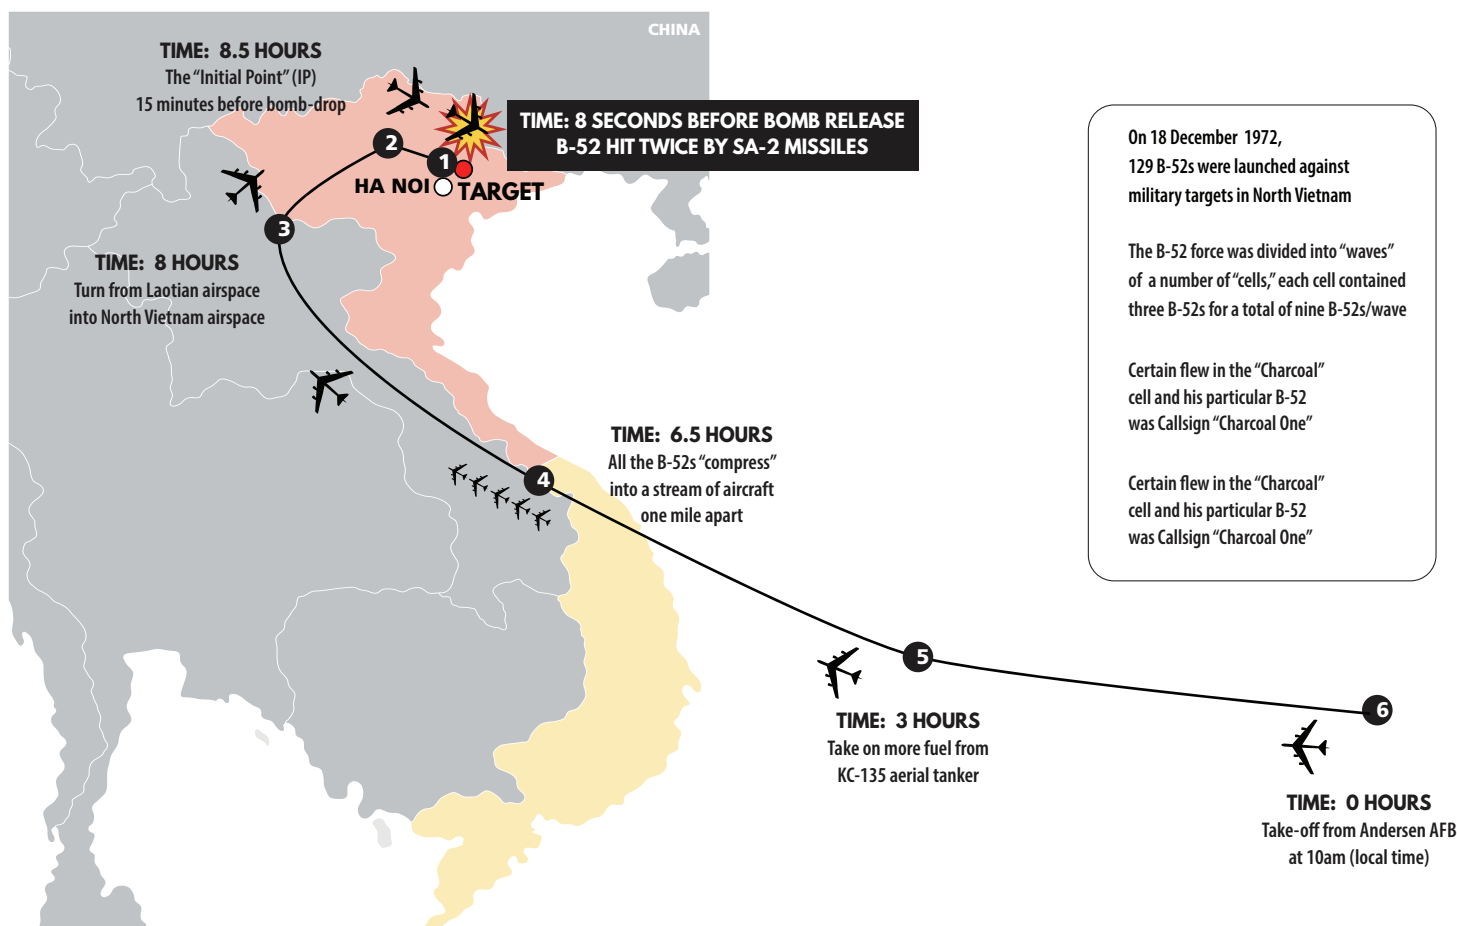 CHINA
TIME: 8.5 HOURS
The “Initial Point” (IP)
15 minutes before bomb-drop
TIME: 8 SECONDS BEFORE BOMB RELEASE
B-52 HIT TWICE BY SA-2 MISSILES
2
1
HA NOI
TARGET
3
TIME: 8 HOURS
Turn from Laotian airspace
into North Vietnam airspace
4
TIME: 6.5 HOURS
All the B-52s “compress”
into a stream of aircraft
one mile apart
5
TIME: 3 HOURS
Take on more fuel from
KC-135 aerial tanker
6
TIME: 0 HOURS
Take-off from Andersen AFB
at 10am (local time)
On 18 December 1972,
129 B-52s were launched against
military targets in North Vietnam
The B-52 force was divided into “waves”
of a number of “cells,” each cell contained
three B-52s for a total of nine B-52s/wave
Certain flew in the “Charcoal”
cell and his particular B-52
was Callsign “Charcoal One”
Certain flew in the “Charcoal”
cell and his particular B-52
was Callsign “Charcoal One”